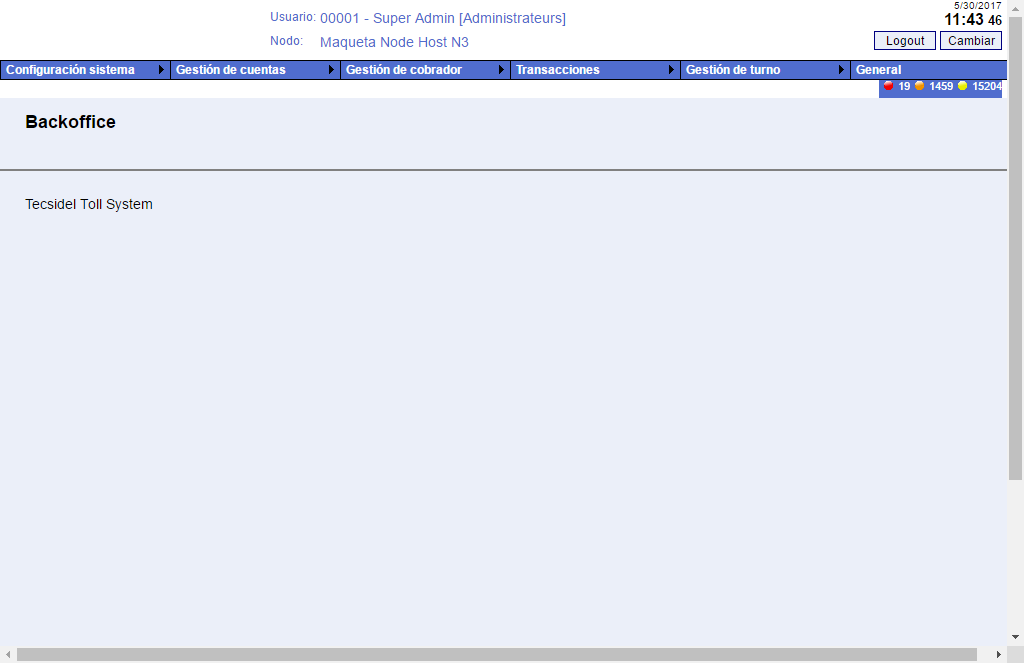 5/30/2017
Usuario: 00001 - Super Admin [Administrateurs]
11:43 46
Nodo: Maqueta Node Host N3
Logout Cambiar
Configuración sistema Gestión de cuentas Gestión de cobrador Transacciones Gestión de turno General
19 1459 15204
Backoffice
Tecsidel Toll System